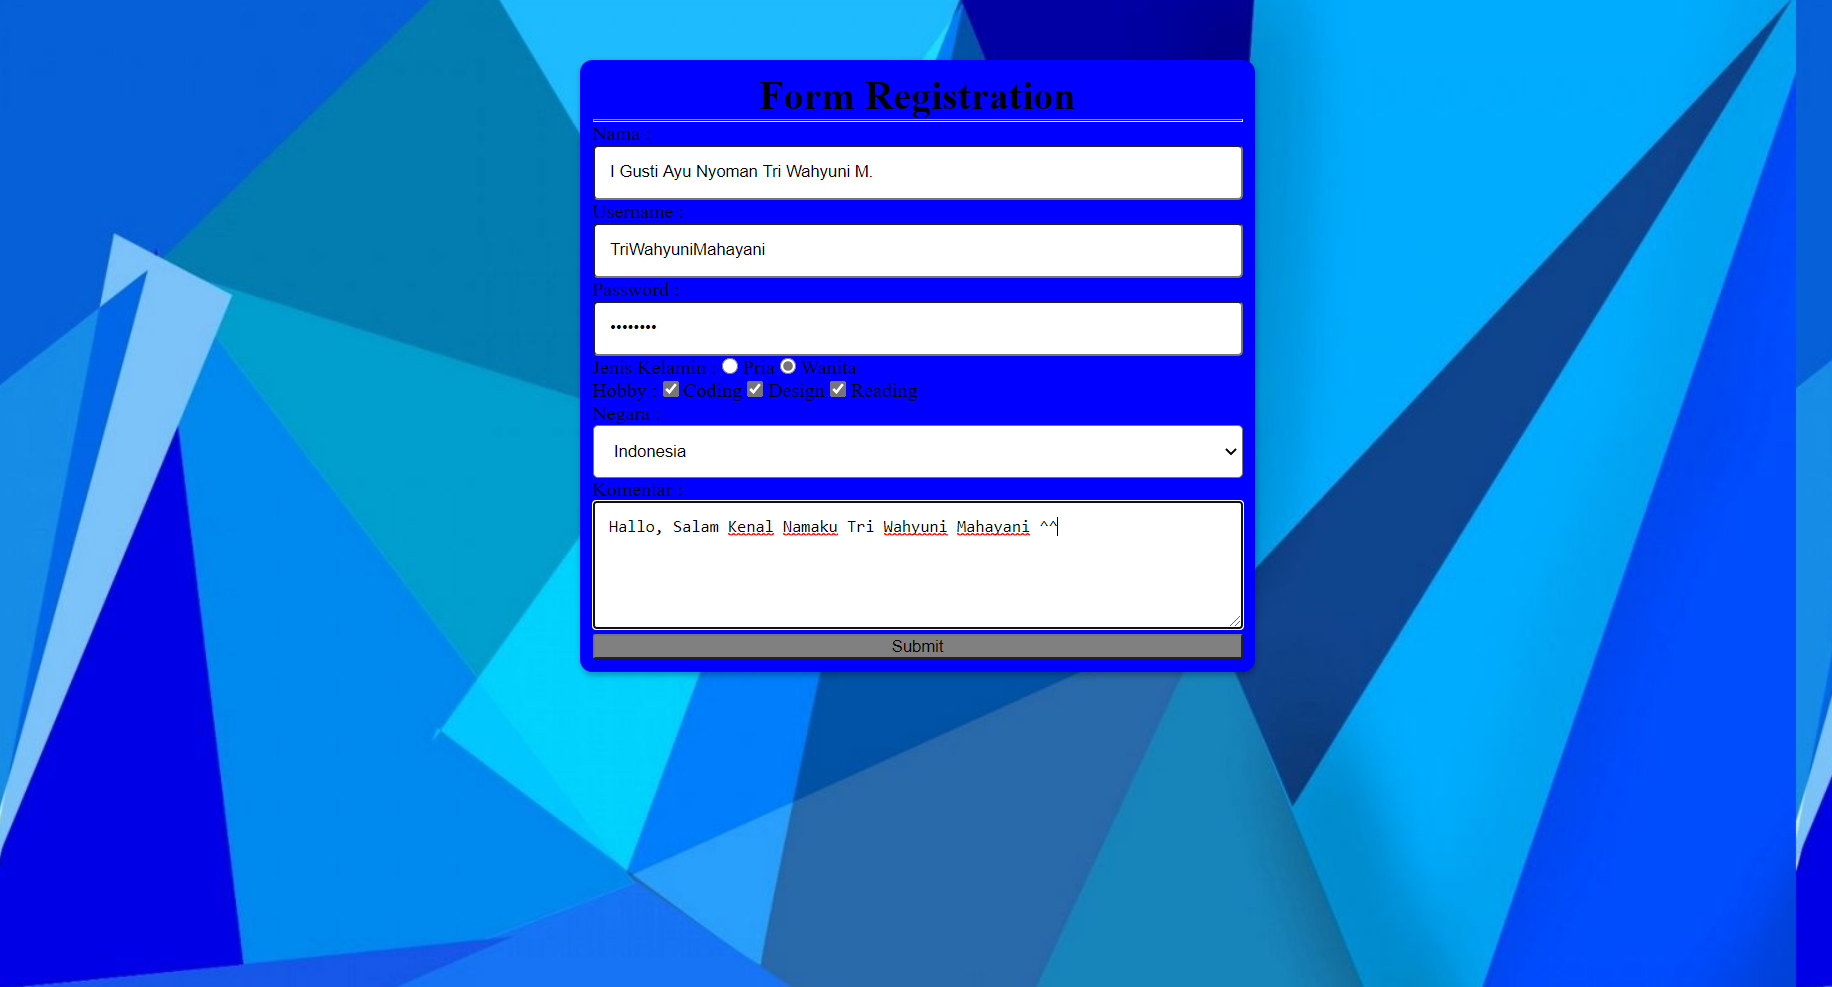 Form Registration
Nama :
I Gusti Ayu Nyoman Tri Wahyuni M.
Username :
TriWahyuniMahayani
Password :
••••••••
Jenis Kelamin : Pria Wanita
Hobby : Coding Design Reading
Negara :
Indonesia
Komentar :
Hallo, Salam Kenal Namaku Tri Wahyuni Mahayani ^^
Submit